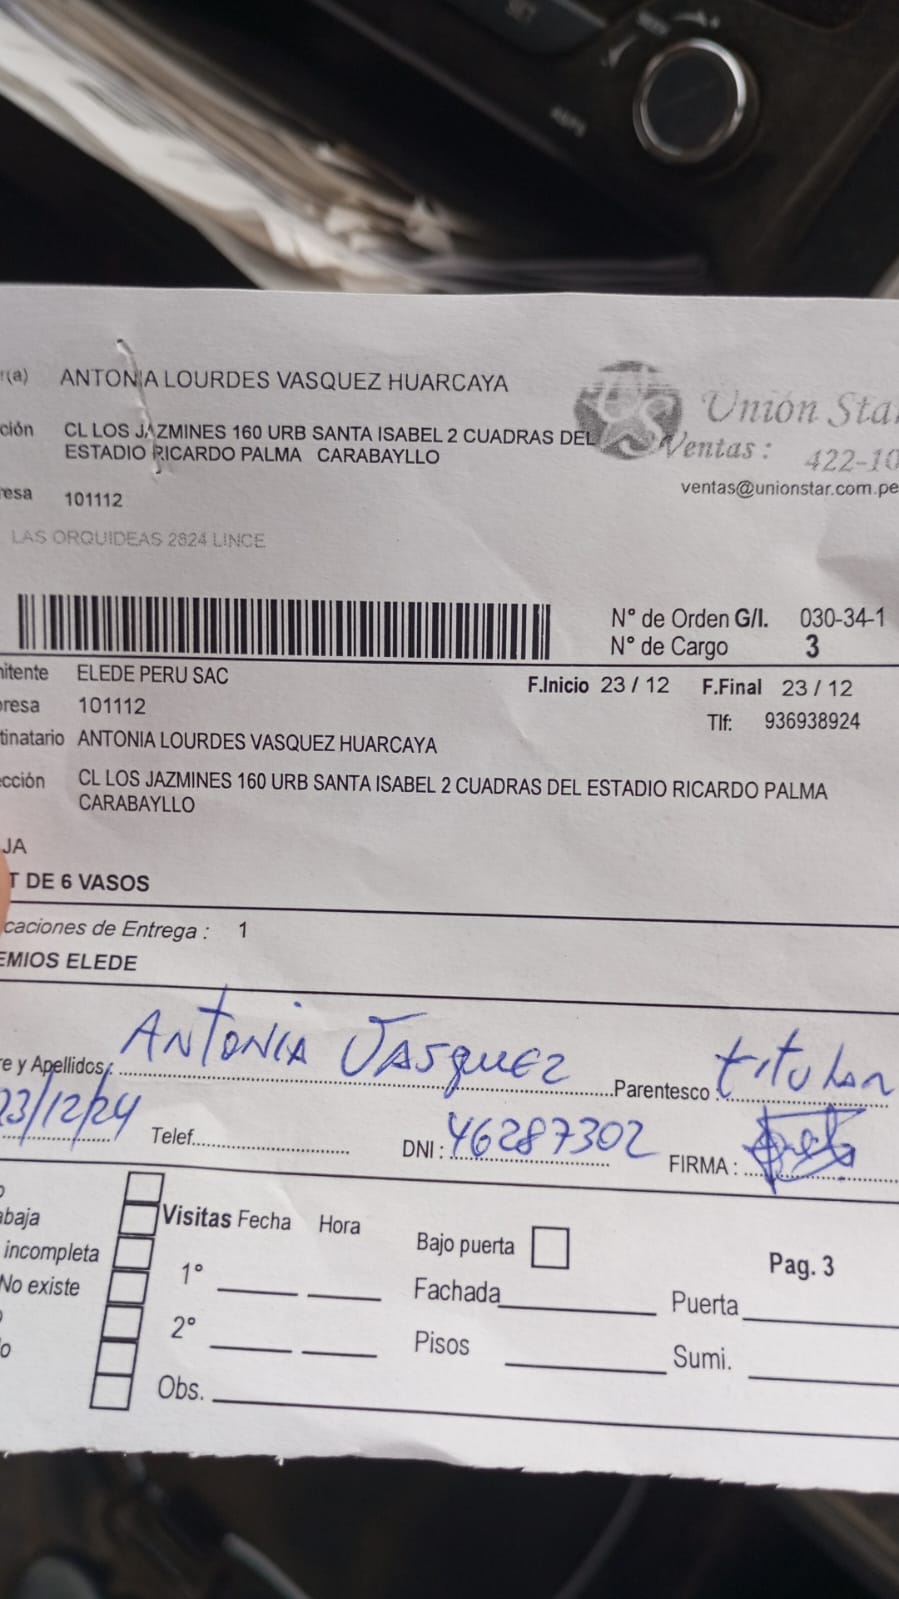 r(a) ANTONIA LOURDES VASQUEZ HUARCAYA
ción CL LOS JAZMINES 160 URB SANTA ISABEL 2 CUADRAS DEL
ESTADIO RICARDO PALMA CARABAYLLO
Unión Star
Ventas : 422-10
ventas@unionstar.com.pe
resa 101112
LAS ORQUIDEAS 2824 LINCE
N° de Orden G/I. 030-34-1
N° de Cargo 3
mitente ELEDE PERU SAC
F.Inicio 23 / 12 F.Final 23 / 12
presa 101112
Tlf: 936938924
tinatario ANTONIA LOURDES VASQUEZ HUARCAYA
ección CL LOS JAZMINES 160 URB SANTA ISABEL 2 CUADRAS DEL ESTADIO RICARDO PALMA
CARABAYLLO
JA
T DE 6 VASOS
caciones de Entrega : 1
EMIOS ELEDE
re y Apellidos: ANTONIA VASQUEZ Parentesco : titular
23/12/24 Telef. DNI : 46287302 FIRMA :
abaja
incompleta
No existe
Visitas Fecha Hora
1°
2°
Obs.
Bajo puerta
Fachada
Pisos
Pag. 3
Puerta
Sumi.